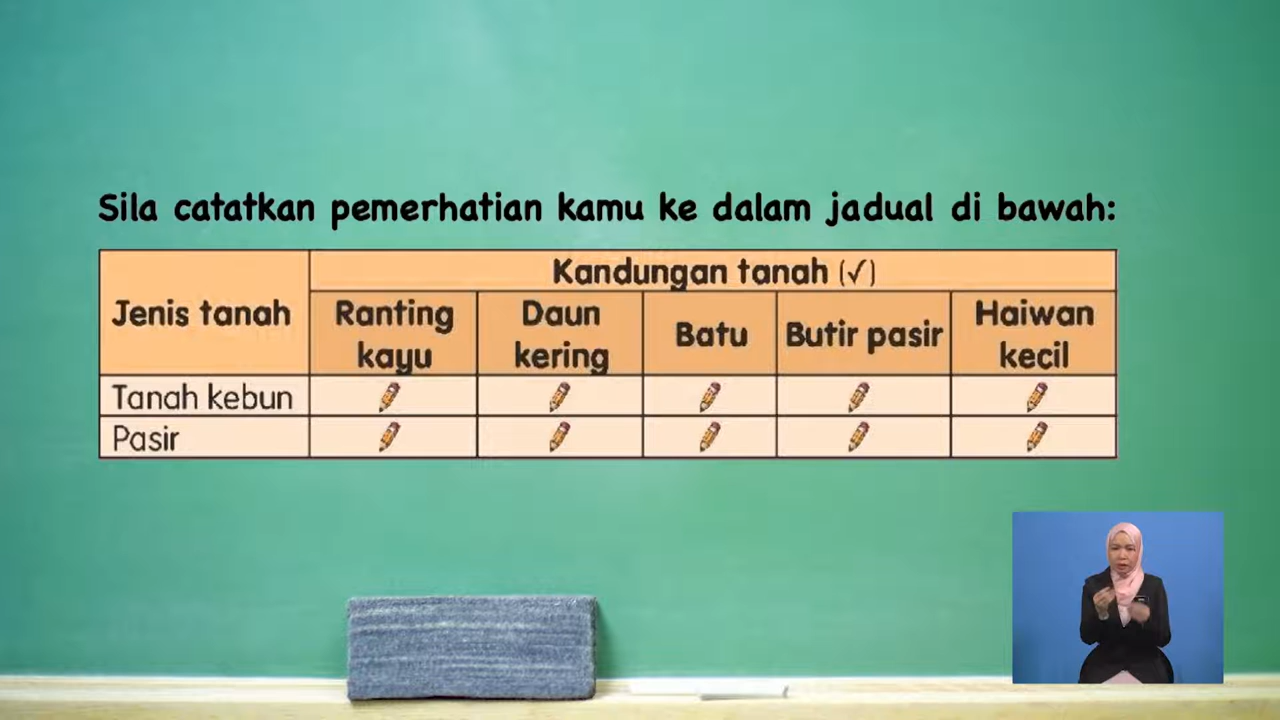 Sila catatkan pemerhatian kamu ke dalam jadual di bawah:
Jenis tanah
Kandungan tanah (✓)
Ranting kayu
Daun kering
Batu
Butir pasir
Haiwan kecil
Tanah kebun
Pasir